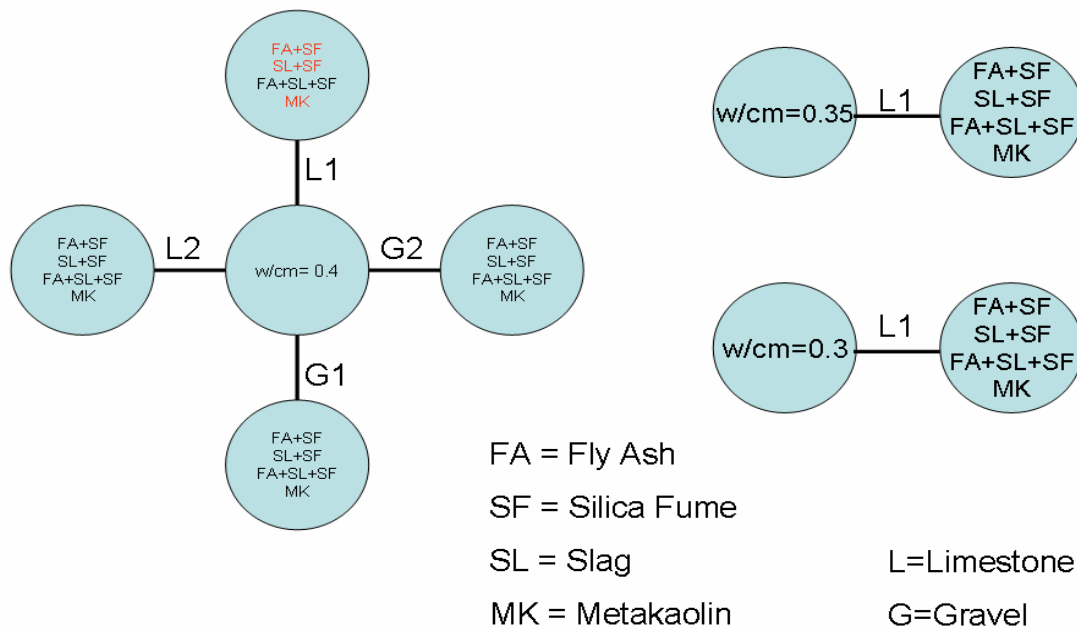 FA+SF
SL+SF
FA+SL+SF
MK
L1
FA+SF
SL+SF
FA+SL+SF
MK
L2
w/cm= 0.4
G2
FA+SF
SL+SF
FA+SL+SF
MK
G1
FA+SF
SL+SF
FA+SL+SF
MK
w/cm=0.35
L1
FA+SF
SL+SF
FA+SL+SF
MK
w/cm=0.3
L1
FA+SF
SL+SF
FA+SL+SF
MK
FA = Fly Ash
SF = Silica Fume
SL = Slag
MK = Metakaolin
L=Limestone
G=Gravel